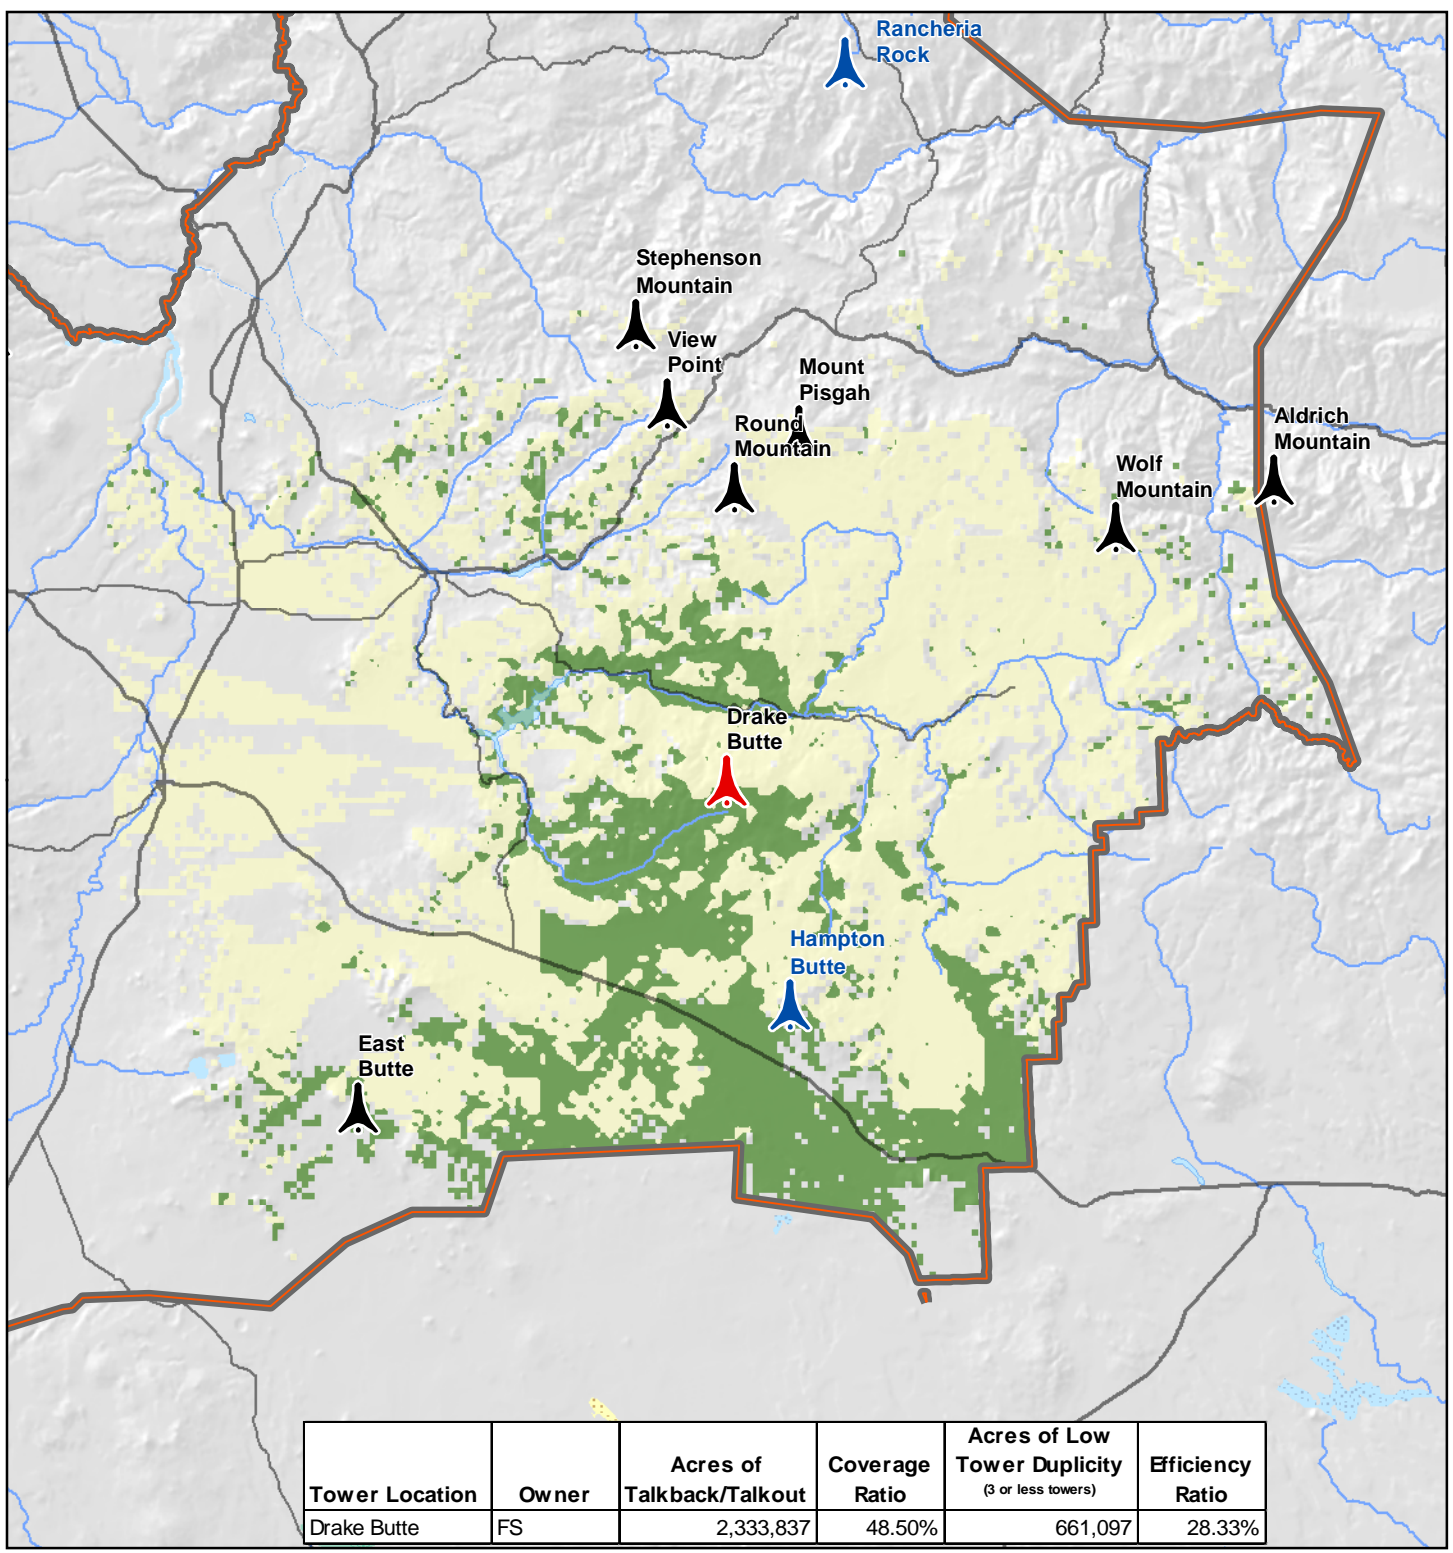 Rancheria
Rock
Stephenson
Mountain
View
Point
Mount
Pisgah
Round
Mountain
Aldrich
Mountain
Wolf
Mountain
Drake
Butte
Hampton
Butte
East
Butte
Tower Location
Owner
Acres of
Talkback/Talkout
Coverage
Ratio
Acres of Low
Tower Duplicity
(3 or less towers)
Efficiency
Ratio
Drake Butte FS 2,333,837 48.50% 661,097 28.33%